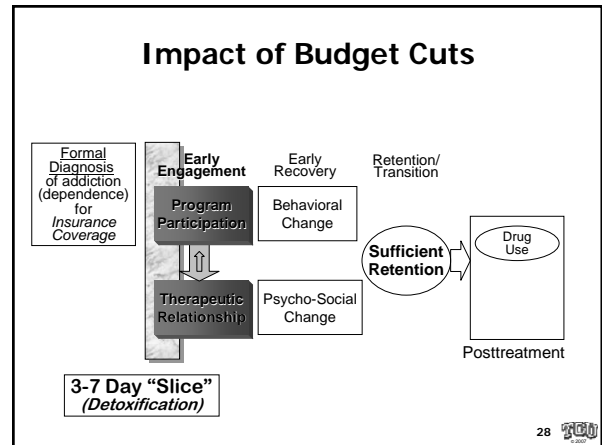 Impact of Budget Cuts
Formal
Diagnosis
of addiction
(dependence)
for
Insurance
Coverage
Early
Engagement
Early
Recovery
Retention/
Transition
Program
Participation
Behavioral
Change
Sufficient
Retention
Drug
Use
Therapeutic
Relationship
Psycho-Social
Change
Posttreatment
3-7 Day “Slice”
(Detoxification)
28
TCU
© 2007